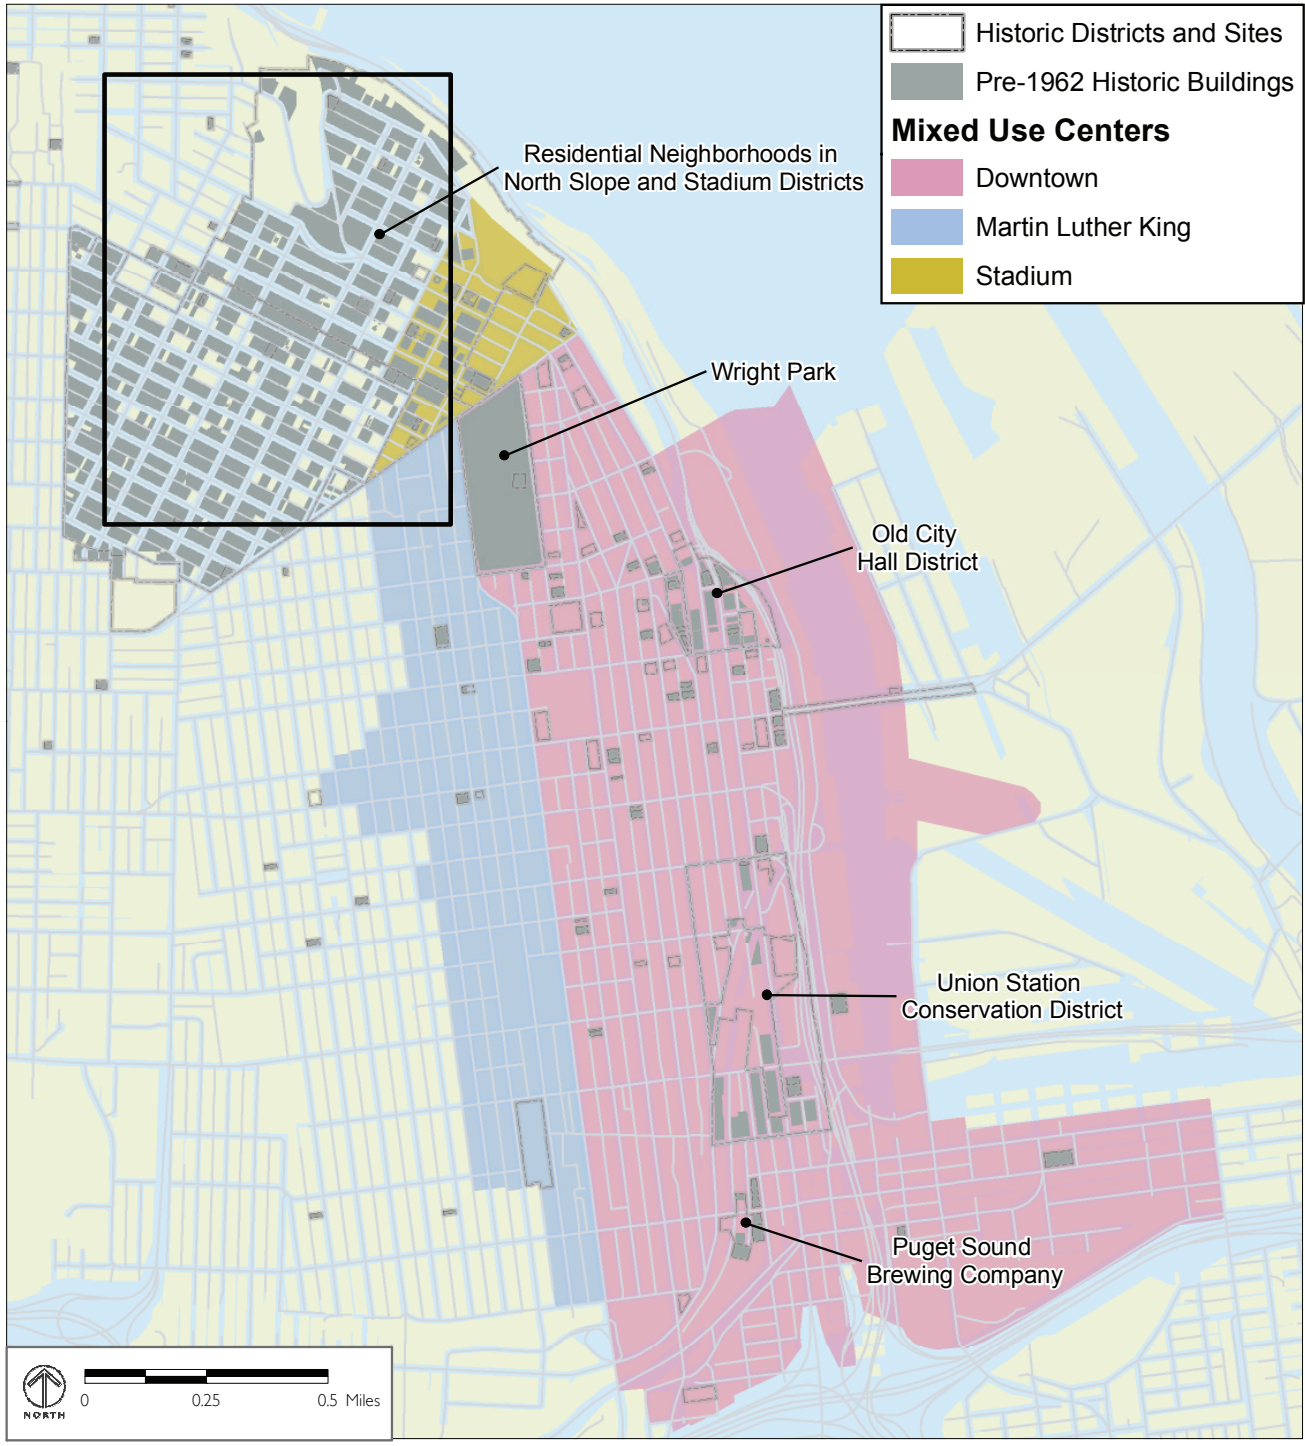 Historic Districts and Sites
Pre-1962 Historic Buildings
Mixed Use Centers
Downtown
Martin Luther King
Stadium
Residential Neighborhoods in
North Slope and Stadium Districts
Wright Park
Old City
Hall District
Union Station
Conservation District
Puget Sound
Brewing Company
NORTH
0 0.25 0.5 Miles